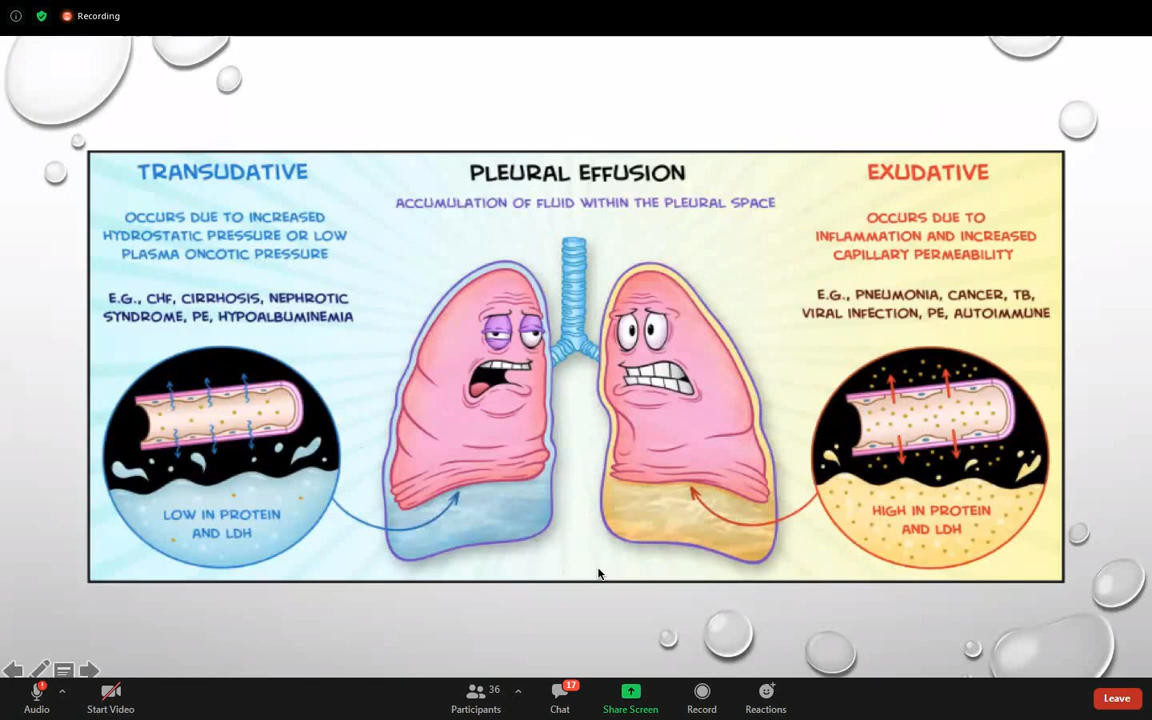 Recording
TRANSUDATIVE
OCCURS DUE TO INCREASED
HYDROSTATIC PRESSURE OR LOW
PLASMA ONCOTIC PRESSURE
E.G., CHF, CIRRHOSIS, NEPHROTIC
SYNDROME, PE, HYPOALBUMINEMIA
LOW IN PROTEIN
AND LDH
PLEURAL EFFUSION
ACCUMULATION OF FLUID WITHIN THE PLEURAL SPACE
EXUDATIVE
OCCURS DUE TO
INFLAMMATION AND INCREASED
CAPILLARY PERMEABILITY
E.G., PNEUMONIA, CANCER, TB,
VIRAL INFECTION, PE, AUTOIMMUNE
HIGH IN PROTEIN
AND LDH
Audio
Start Video
36
Participants
17
Chat
Share Screen
Record
Reactions
Leave